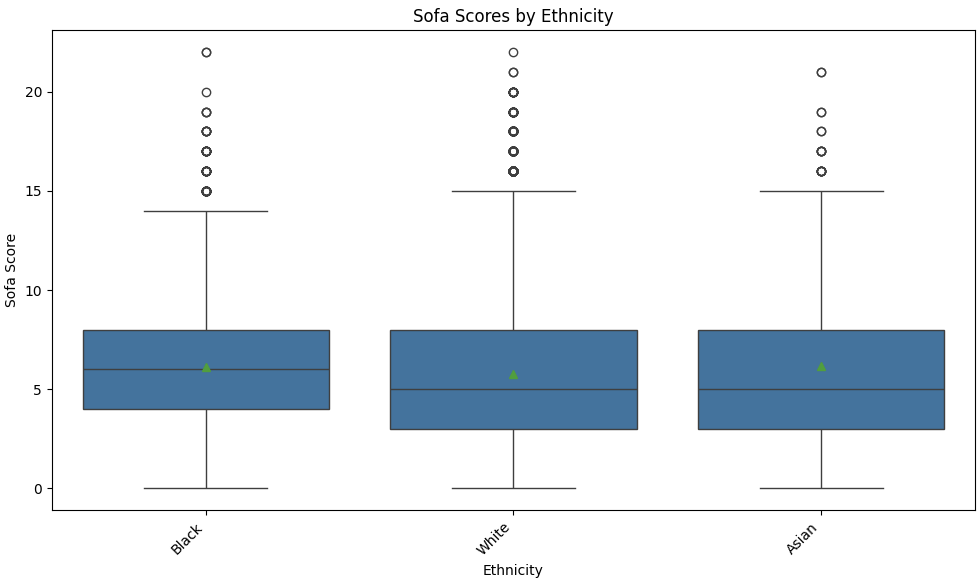 Sofa Scores by Ethnicity
Sofa Score
20
15
10
5
0
Black
White
Asian
Ethnicity